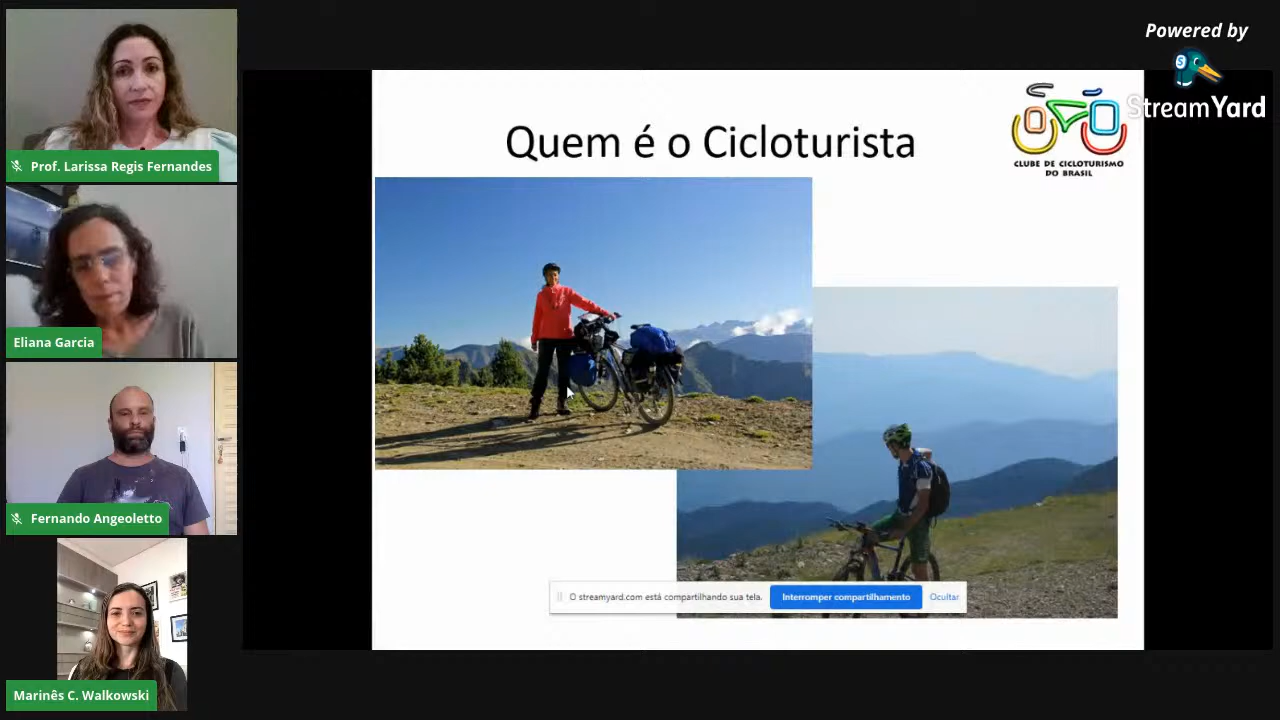 Prof. Larissa Regis Fernandes
Eliana Garcia
Fernando Angeoletto
Marinês C. Walkowski
Quem é o Cicloturista
CLUBE DE CICLOTURISMO
DO BRASIL
Powered by
S
StreamYard
O streamyard.com está compartilhando sua tela.
Interromper compartilhamento
Ocultar